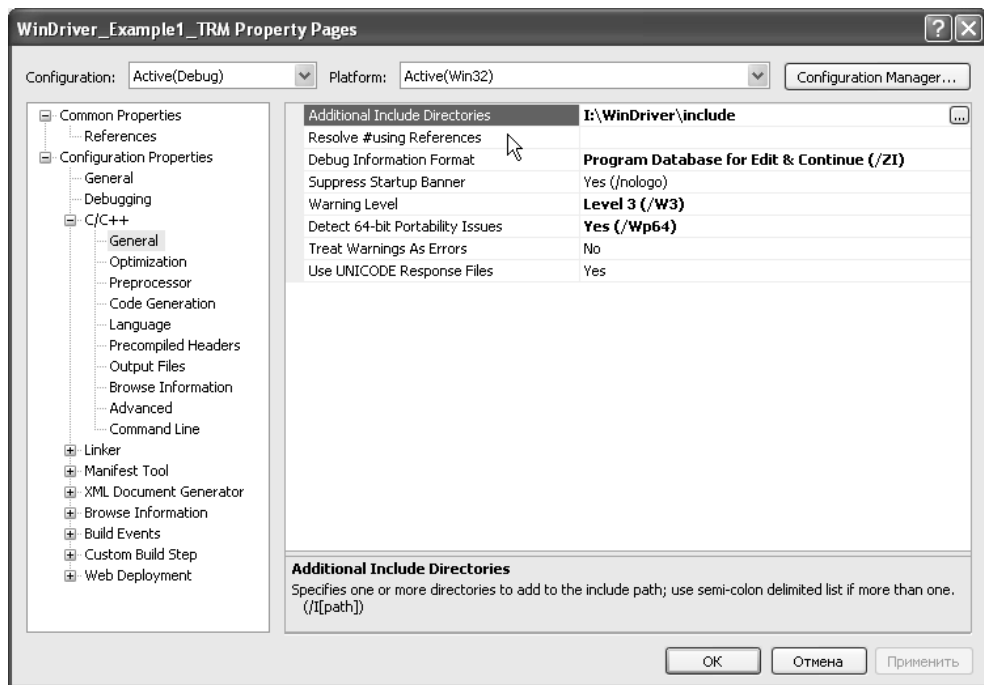 WinDriver_Example1_TRM Property Pages
Configuration: Active(Debug) Platform: Active(Win32) Configuration Manager...
Common Properties
References
Configuration Properties
General
Debugging
C/C++
General
Optimization
Preprocessor
Code Generation
Language
Precompiled Headers
Output Files
Browse Information
Advanced
Command Line
Linker
Manifest Tool
XML Document Generator
Browse Information
Build Events
Custom Build Step
Web Deployment
Additional Include Directories I:\WinDriver\include ...
Resolve #using References
Debug Information Format Program Database for Edit & Continue (/ZI)
Suppress Startup Banner Yes (/nologo)
Warning Level Level 3 (/W3)
Detect 64-bit Portability Issues Yes (/Wp64)
Treat Warnings As Errors No
Use UNICODE Response Files Yes
Additional Include Directories
Specifies one or more directories to add to the include path; use semi-colon delimited list if more than one.
(/I[path])
ОК Отмена Применить